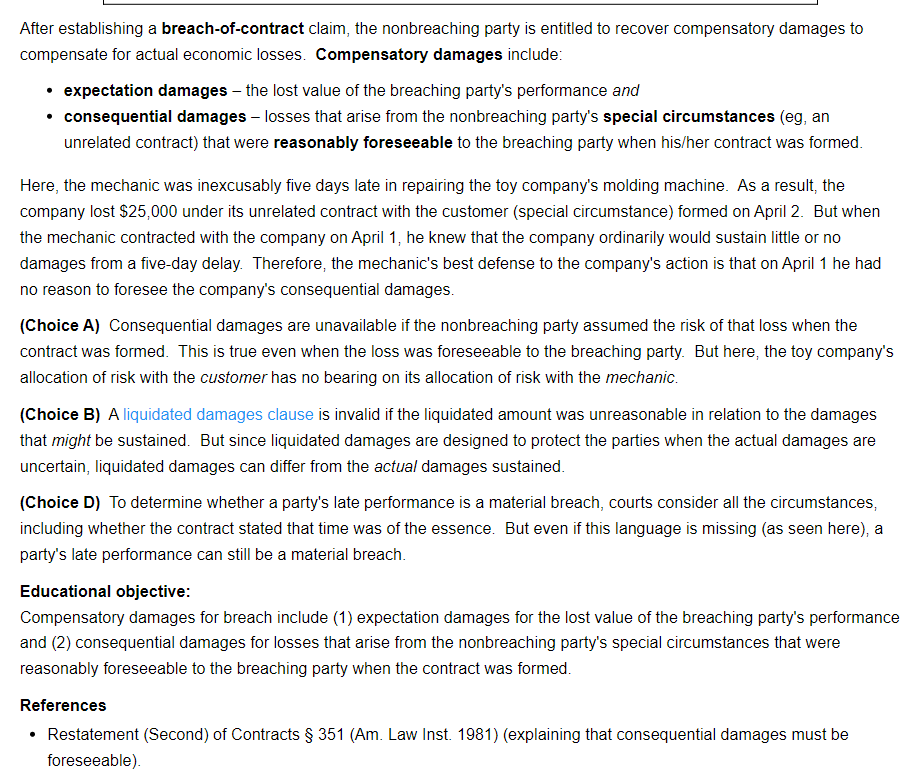 After establishing a breach-of-contract claim, the nonbreaching party is entitled to recover compensatory damages to
compensate for actual economic losses. Compensatory damages include:
• expectation damages – the lost value of the breaching party's performance and
• consequential damages – losses that arise from the nonbreaching party's special circumstances (eg, an
unrelated contract) that were reasonably foreseeable to the breaching party when his/her contract was formed.
Here, the mechanic was inexcusably five days late in repairing the toy company's molding machine. As a result, the
company lost $25,000 under its unrelated contract with the customer (special circumstance) formed on April 2. But when
the mechanic contracted with the company on April 1, he knew that the company ordinarily would sustain little or no
damages from a five-day delay. Therefore, the mechanic's best defense to the company's action is that on April 1 he had
no reason to foresee the company's consequential damages.
(Choice A) Consequential damages are unavailable if the nonbreaching party assumed the risk of that loss when the
contract was formed. This is true even when the loss was foreseeable to the breaching party. But here, the toy company's
allocation of risk with the customer has no bearing on its allocation of risk with the mechanic.
(Choice B) A liquidated damages clause is invalid if the liquidated amount was unreasonable in relation to the damages
that might be sustained. But since liquidated damages are designed to protect the parties when the actual damages are
uncertain, liquidated damages can differ from the actual damages sustained.
(Choice D) To determine whether a party's late performance is a material breach, courts consider all the circumstances,
including whether the contract stated that time was of the essence. But even if this language is missing (as seen here), a
party's late performance can still be a material breach.
Educational objective:
Compensatory damages for breach include (1) expectation damages for the lost value of the breaching party's performance
and (2) consequential damages for losses that arise from the nonbreaching party's special circumstances that were
reasonably foreseeable to the breaching party when the contract was formed.
References
• Restatement (Second) of Contracts § 351 (Am. Law Inst. 1981) (explaining that consequential damages must be
foreseeable).